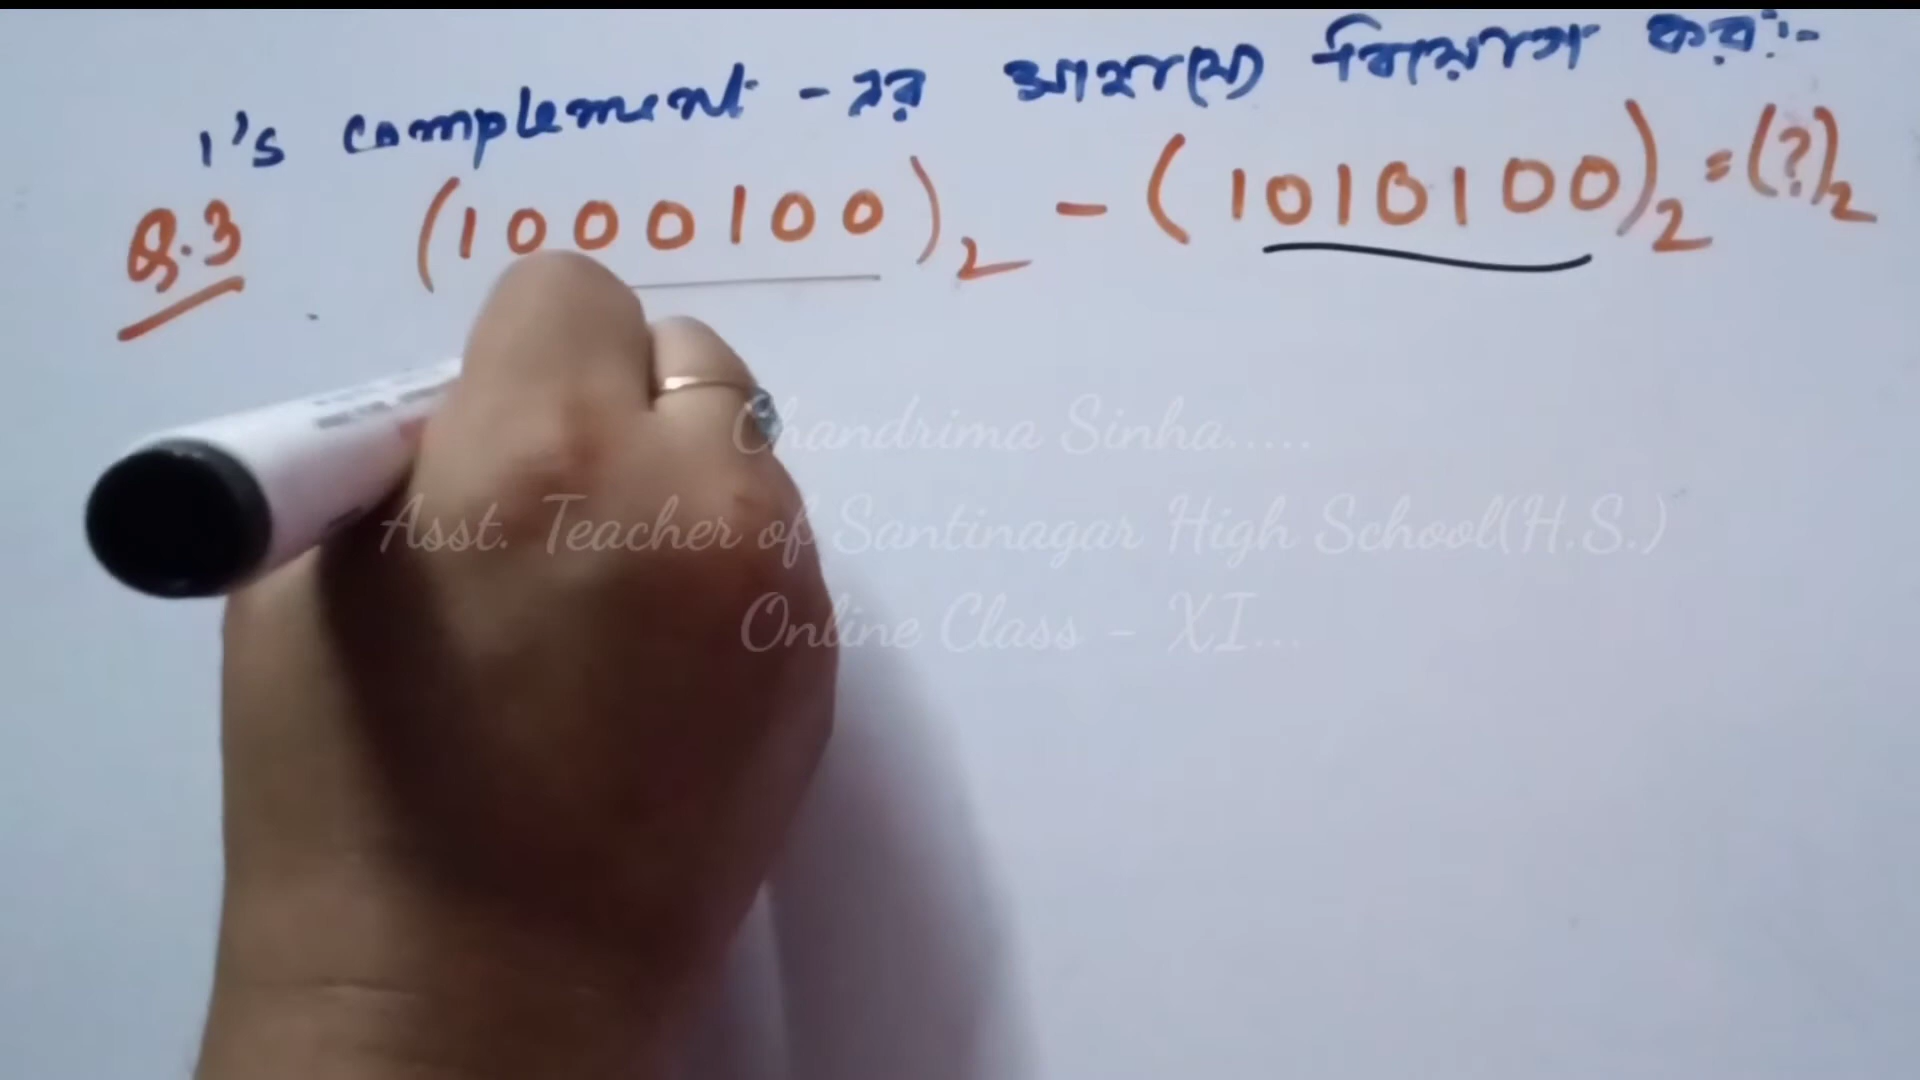 1's complement - এর সাহায্যে বিয়োগ কর :-
Q.3 (1000100)2 - (1010100)2 = (?)2
Chandrima Sinha.....
Asst. Teacher of Santinagar High School(H.S.)
Online Class - XI...